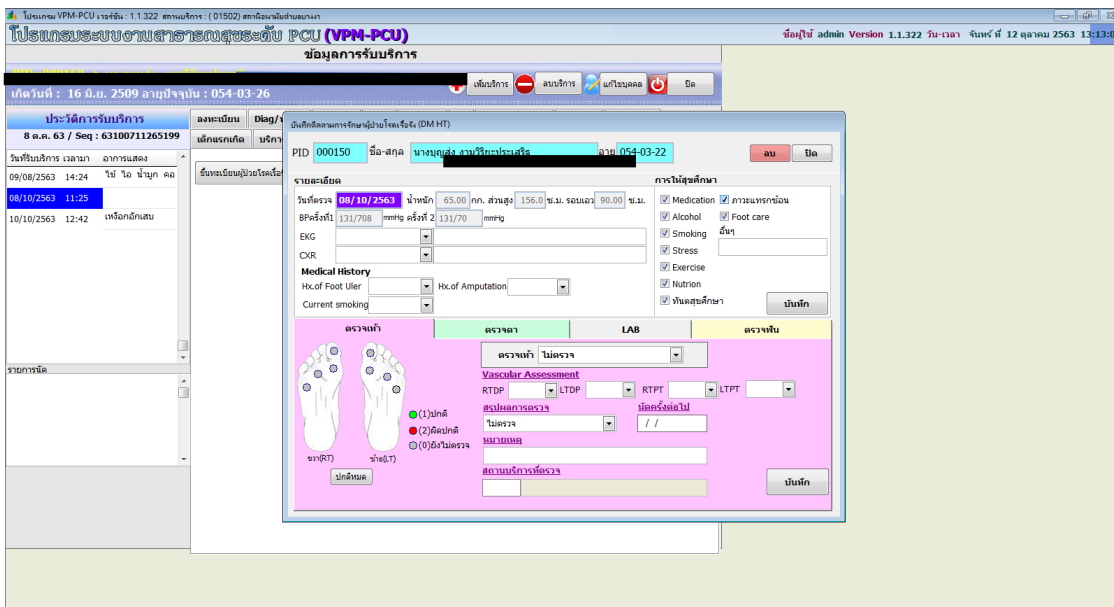 โปรแกรม VPM-PCU เวอร์ชัน : 1.1.322 สถานบริการ : ( 01502) สถานีอนามัยตำบลบางผา
โปรแกรมระบบงานสาธารณสุขระดับ PCU (VPM-PCU)
ชื่อผู้ใช้ admin Version 1.1.322 วัน-เวลา จันทร์ ที่ 12 ตุลาคม 2563 13:13:0
ข้อมูลการรับบริการ
เกิดวันที่ : 16 มิ.ย. 2509 อายุปัจจุบัน : 054-03-26
เพิ่มบริการ ลบบริการ แก้ไขบุคคล ปิด
ประวัติการรับบริการ
8 ต.ค. 63 / Seq : 63100711265199
วันที่รับบริการ เวลามา อาการแสดง
09/08/2563 14:24 ไข้ ไอ น้ำมูก คอ
08/10/2563 11:25
10/10/2563 12:42 เหงือกอักเสบ
รายการนัด
ลงทะเบียน Diag/
เด็กแรกเกิด บริกา
ขึ้นทะเบียนผู้ป่วยโรคเรื้อ
บันทึกติดตามการรักษาผู้ป่วยโรคเรื้อรัง (DM HT)
PID 000150 ชื่อ-สกุล นางบุญส่ง งามวิริยะประเสริฐ อายุ 054-03-22 ลบ ปิด
รายละเอียด
วันที่ตรวจ 08/10/2563 น้ำหนัก 65.00 กก. ส่วนสูง 156.0 ซ.ม. รอบเอว 90.00 ซ.ม.
BPครั้งที่1 131/708 mmHg ครั้งที่ 2 131/70 mmHg
EKG
CXR
Medical History
Hx.of Foot Uler Hx.of Amputation
Current smoking
การให้สุขศึกษา
Medication ภาวะแทรกซ้อน
Alcohol Foot care
Smoking อื่นๆ
Stress
Exercise
Nutrion
ทันตสุขศึกษา บันทึก
ตรวจเท้า ตรวจตา LAB ตรวจฟัน
ตรวจเท้า ไม่ตรวจ
Vascular Assessment
RTDP LTDP RTPT LTPT
สรุปผลการตรวจ นัดครั้งต่อไป
ไม่ตรวจ / /
หมายเหตุ
สถานบริการที่ตรวจ
บันทึก
(1)ปกติ
(2)ผิดปกติ
(0)ยังไม่ตรวจ
ขวา(RT) ซ้าย(LT)
ปกติหมด